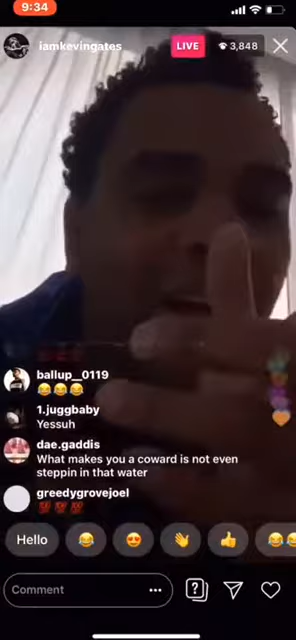 9:34
iamkevingates
LIVE
3,848
ballup__0119
😂😂😂
1.juggbaby
Yessuh
dae.gaddis
What makes you a coward is not even
steppin in that water
greedygrovejoel
💯 💯 💯
Hello
Comment